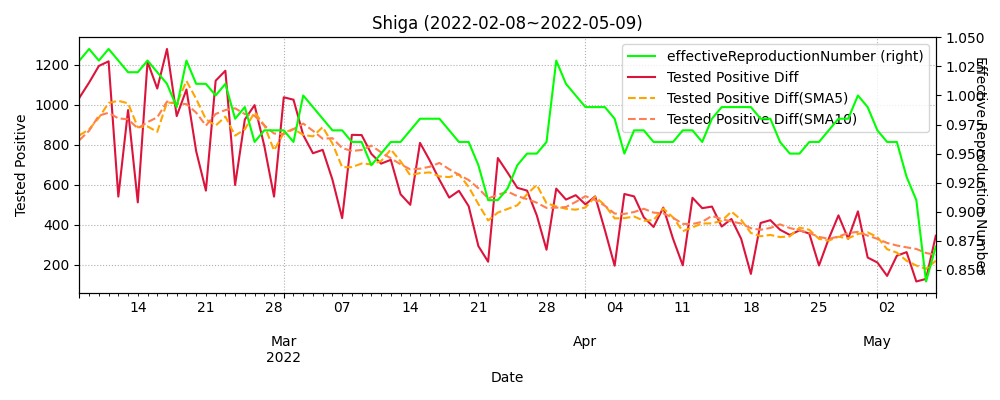 Shiga (2022-02-08~2022-05-09)
effectiveReproductionNumber (right)
Tested Positive Diff
Tested Positive Diff(SMA5)
Tested Positive Diff(SMA10)
Tested Positive
1200
1000
800
600
400
200
1.050
1.025
1.000
0.975
0.950
0.925
0.900
0.875
0.850
Effective Reproduction Number
14 21 28 07 14 21 28 04 11 18 25 02
Mar Apr May
2022
Date